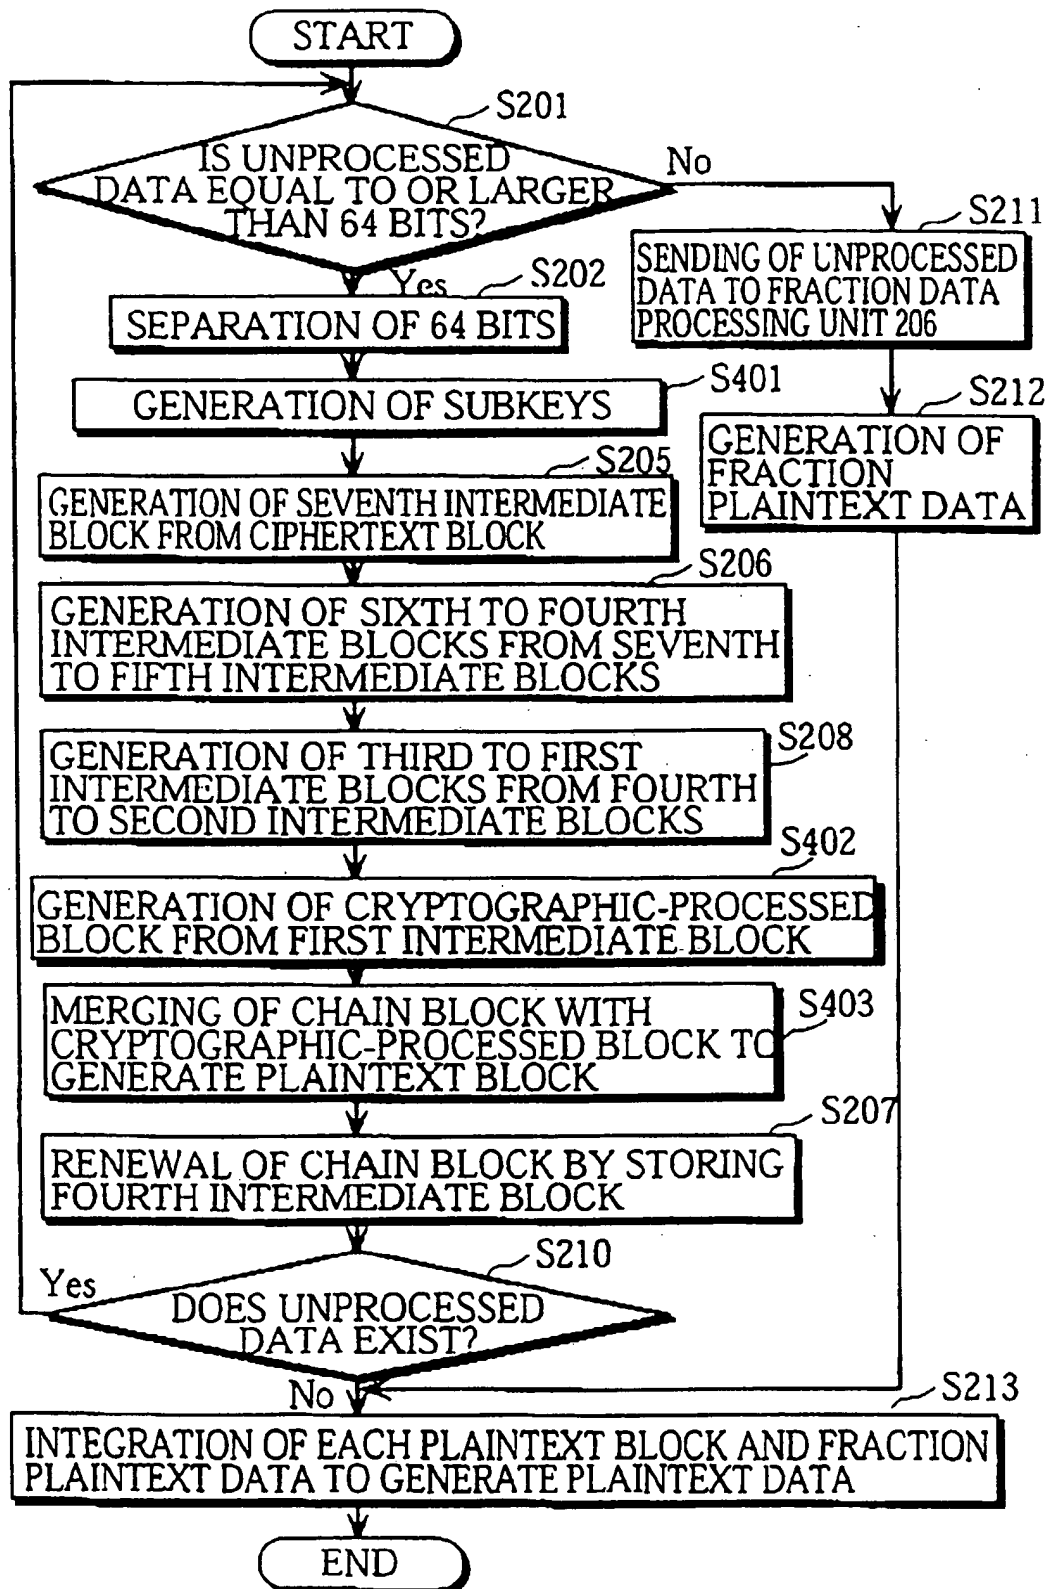 START
S201
IS UNPROCESSED
DATA EQUAL TO OR LARGER
THAN 64 BITS?
No
Yes
S211
SENDING OF UNPROCESSED
DATA TO FRACTION DATA
PROCESSING UNIT 206
S202
SEPARATION OF 64 BITS
S401
GENERATION OF SUBKEYS
S212
GENERATION OF
FRACTION
PLAINTEXT DATA
S205
GENERATION OF SEVENTH INTERMEDIATE
BLOCK FROM CIPHERTEXT BLOCK
S206
GENERATION OF SIXTH TO FOURTH
INTERMEDIATE BLOCKS FROM SEVENTH
TO FIFTH INTERMEDIATE BLOCKS
S208
GENERATION OF THIRD TO FIRST
INTERMEDIATE BLOCKS FROM FOURTH
TO SECOND INTERMEDIATE BLOCKS
S402
GENERATION OF CRYPTOGRAPHIC-PROCESSED
BLOCK FROM FIRST INTERMEDIATE BLOCK
S403
MERGING OF CHAIN BLOCK WITH
CRYPTOGRAPHIC-PROCESSED BLOCK TO
GENERATE PLAINTEXT BLOCK
S207
RENEWAL OF CHAIN BLOCK BY STORING
FOURTH INTERMEDIATE BLOCK
S210
Yes
DOES UNPROCESSED
DATA EXIST?
No
S213
INTEGRATION OF EACH PLAINTEXT BLOCK AND FRACTION
PLAINTEXT DATA TO GENERATE PLAINTEXT DATA
END